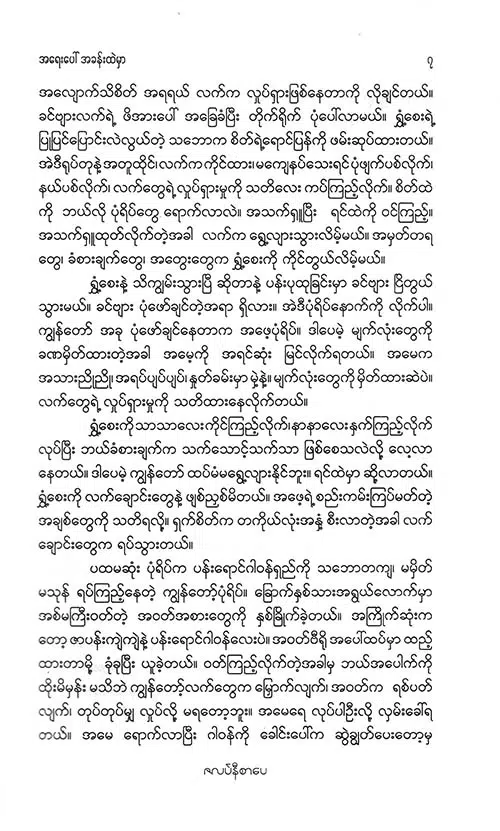 အရေးပေါ် အခန်းထဲမှာ ၇
အလျောက်သိစိတ် အရရယ် လက်က လှုပ်ရှားဖြစ်နေတာကို လိုချင်တယ်။
ခင်ဗျားလက်ရဲ့ ဖိအားပေါ် အခြေခံပြီး တိုက်ရိုက် ပုံပေါ်လာမယ်။ ရွှံ့စေးရဲ့
ပြုပြင်ပြောင်းလဲလွယ်တဲ့ သဘောက စိတ်ရဲ့ရောင်ပြန်ကို ဖမ်းဆုပ်ထားတယ်။
အဲဒီရုပ်တုနဲ့ အတူထိုင်၊ လက်က ကိုင်ထား၊ မကျေနပ်သေးရင် ပုံဖျက်ပစ်လိုက်၊
နယ်ပစ်လိုက်၊ လက်တွေရဲ့ လှုပ်ရှားမှုကို သတိလေး ကပ်ကြည့်လိုက်။ စိတ်ထဲ
ကို ဘယ်လို ပုံရိပ်တွေ ရောက်လာလဲ။ အသက်ရှူပြီး ရင်ထဲကို ဝင်ကြည့်။
အသက်ရှူထုတ်လိုက်တဲ့အခါ လက်က ရွေ့လျားသွားလိမ့်မယ်။ အမှတ်တရ
တွေ၊ ခံစားချက်တွေ၊ အတွေးတွေက ရွှံ့စေးကို ကိုင်တွယ်လိမ့်မယ်။
ရွှံ့စေးနဲ့ သိကျွမ်းသွားပြီ ဆိုတာနဲ့ ပန်းပုထုခြင်းမှာ ခင်ဗျား ငြိတွယ်
သွားမယ်။ ခင်ဗျား ပုံဖော်ချင်တဲ့အရာ ရှိလား။ အဲဒီပုံရိပ်နောက်ကို လိုက်ပါ။
ကျွန်တော် အခု ပုံဖော်ချင်နေတာက အဖေ့ပုံရိပ်။ ဒါပေမဲ့ မျက်လုံးတွေကို
ခဏမှိတ်ထားတဲ့အခါ အမေ့ကို အရင်ဆုံး မြင်လိုက်ရတယ်။ အမေက
အသားညိုညို၊ အရပ်ပျပ်ပျပ်၊ နှုတ်ခမ်းမှာ မှဲ့နဲ့။ မျက်လုံးတွေကို မှိတ်ထားဆဲပဲ။
လက်တွေရဲ့ လှုပ်ရှားမှုကို သတိထားနေလိုက်တယ်။
ရွှံ့စေးကို သာသာလေးကိုင်ကြည့်လိုက်၊ နာနာလေးနှက်ကြည့်လိုက်
လုပ်ပြီး ဘယ်ခံစားချက်က သက်သောင့်သက်သာ ဖြစ်စေသလဲလို့ လေ့လာ
နေတယ်။ ဒါပေမဲ့ ကျွန်တော် ထပ်မံမရွေ့လျားနိုင်ဘူး။ ရင်ထဲမှာ ဆို့လာတယ်။
ရွှံ့စေးကို လက်ချောင်းတွေနဲ့ ဖျစ်ညှစ်မိတယ်။ အဖေ့ရဲ့ စည်းကမ်းကြပ်မတ်တဲ့
အချစ်တွေကို သတိရလို့။ ရှက်စိတ်က တကိုယ်လုံးအနှံ့ စီးလာတဲ့အခါ လက်
ချောင်းတွေက ရပ်သွားတယ်။
ပထမဆုံး ပုံရိပ်က ပန်းရောင်ဂါဝန်ရှည်ကို သဘောတကျ၊ မမှိတ်
မသုန် ရပ်ကြည့်နေတဲ့ ကျွန်တော့်ပုံရိပ်။ ခြောက်နှစ်သားအရွယ်လောက်မှာ
အစ်မကြီးဝတ်တဲ့ အဝတ်အစားတွေကို နှစ်ခြိုက်ခဲ့တယ်။ အကြိုက်ဆုံးက
တော့ ဇာပန်းကျဲကျဲနဲ့ ပန်းရောင်ဂါဝန်လေးပဲ။ အဝတ်ဗီရို အပေါ်ထပ်မှာ ထည့်
ထားတာမို့ ခုံခုပြီး ယူခဲ့တယ်။ ဝတ်ကြည့်လိုက်တဲ့အခါမှ ဘယ်အပေါက်ကို
ထိုးမိမှန်း မသိဘဲ ကျွန်တော့်လက်တွေက မြှောက်လျက်၊ အဝတ်က ရစ်ပတ်
လျက်၊ တုပ်တုပ်မျှ လှုပ်လို့ မရတော့ဘူး။ အမေရေ လုပ်ပါဦးလို့ လှမ်းခေါ်ရ
တယ်။ အမေ ရောက်လာပြီး ဂါဝန်ကို ခေါင်းပေါ်က ဆွဲချွတ်ပေးတော့မှ
ဇလပ်နီစာပေ